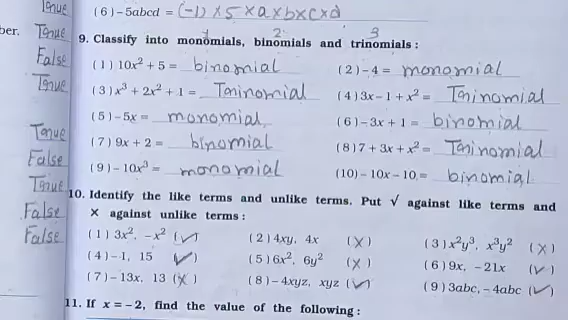 True (6) -5abcd = (-1) x 5 x a x b x c x d
ber. True 1 2 3
9. Classify into monomials, binomials and trinomials :
False (1) 10x² + 5 = binomial (2) -4 = monomial
True (3) x³ + 2x² + 1 = Trinomial (4) 3x - 1 + x² = Trinomial
(5) -5x = monomial (6) -3x + 1 = binomial
True (7) 9x + 2 = binomial (8) 7 + 3x + x² = Trinomial
False (9) -10x³ = monomial (10) -10x - 10 = binomial
True 10. Identify the like terms and unlike terms. Put √ against like terms and
False × against unlike terms :
False (1) 3x², -x² (✓) (2) 4xy, 4x (X) (3) x²y³, x³y² (X)
(4) -1, 15 (✓) (5) 6x², 6y² (X) (6) 9x, -21x (✓)
(7) -13x, 13 (X) (8) -4xyz, xyz (✓) (9) 3abc, -4abc (✓)
11. If x = -2, find the value of the following :